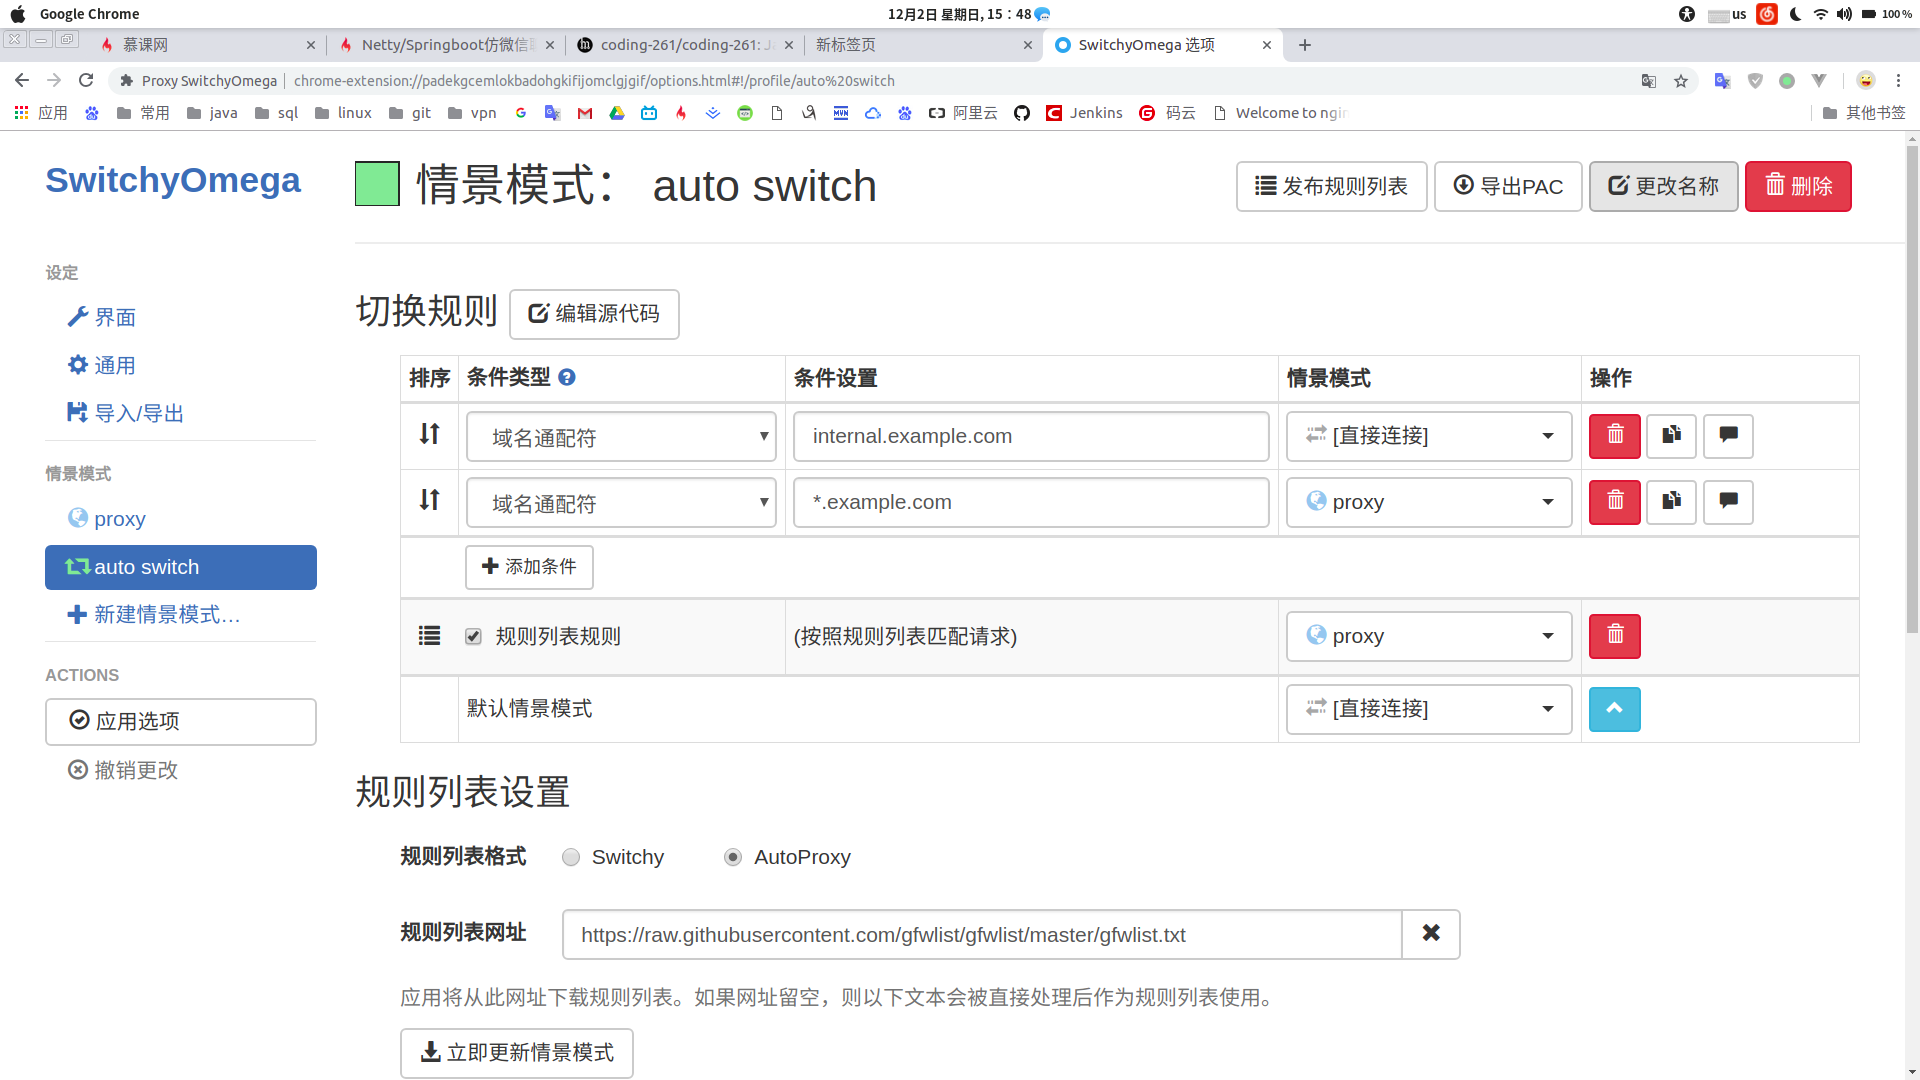 Google Chrome
12月2日 星期日, 15：48
us
100 %
慕课网
Netty/Springboot仿微信
coding-261/coding-261: J
新标签页
SwitchyOmega 选项
Proxy SwitchyOmega
chrome-extension://padekgcemlokbadohgkifijomclgjgif/options.html#!/profile/auto%20switch
应用
常用
java
sql
linux
git
vpn
阿里云
Jenkins
码云
Welcome to ngin
其他书签
SwitchyOmega
情景模式： auto switch
发布规则列表
导出PAC
更改名称
删除
设定
界面
通用
导入/导出
情景模式
proxy
auto switch
新建情景模式…
ACTIONS
应用选项
撤销更改
切换规则
编辑源代码
排序 条件类型 条件设置 情景模式 操作
域名通配符 internal.example.com [直接连接]
域名通配符 *.example.com proxy
添加条件
规则列表规则 (按照规则列表匹配请求) proxy
默认情景模式 [直接连接]
规则列表设置
规则列表格式 Switchy AutoProxy
规则列表网址 https://raw.githubusercontent.com/gfwlist/gfwlist/master/gfwlist.txt
应用将从此网址下载规则列表。如果网址留空，则以下文本会被直接处理后作为规则列表使用。
立即更新情景模式